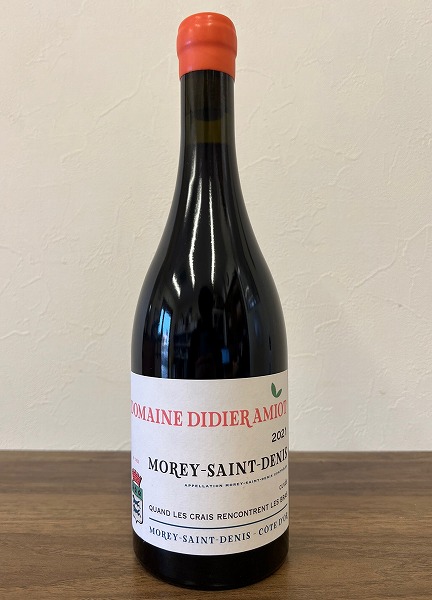 DOMAINE DIDIER AMIOT
2021
MOREY-SAINT-DENIS
APPELLATION MOREY-SAINT-DENIS
QUAND LES CRAIS RENCONTRENT LES
MOREY-SAINT-DENIS - CÔTE D'OR